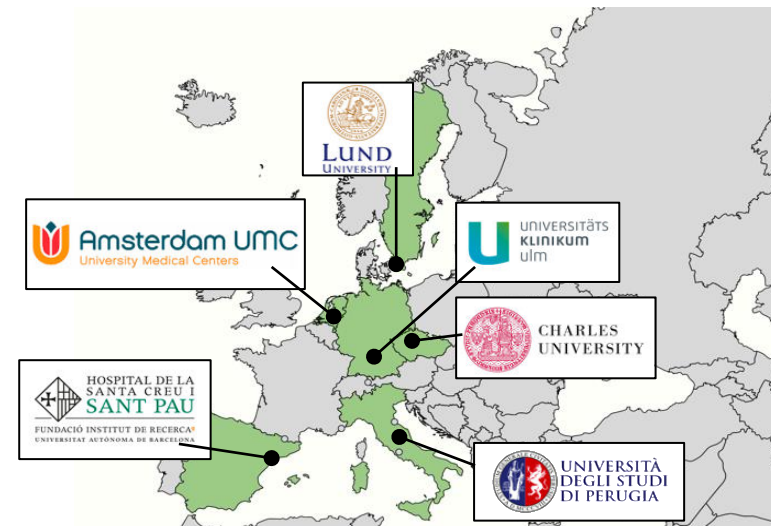 LUND
UNIVERSITY
Amsterdam UMC
University Medical Centers
UNIVERSITÄTS
KLINIKUM
ulm
CHARLES
UNIVERSITY
HOSPITAL DE LA
SANTA CREU I
SANT PAU
FUNDACIÓ INSTITUT DE RECERCA
UNIVERSITAT AUTÒNOMA DE BARCELONA
UNIVERSITÀ
DEGLI STUDI
DI PERUGIA